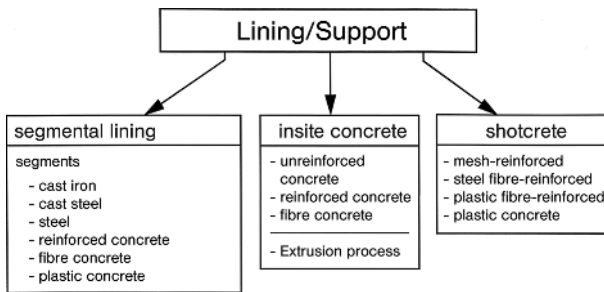 Lining/Support
segmental lining
segments
- cast iron
- cast steel
- steel
- reinforced concrete
- fibre concrete
- plastic concrete
insite concrete
- unreinforced
concrete
- reinforced concrete
- fibre concrete
- Extrusion process
shotcrete
- mesh-reinforced
- steel fibre-reinforced
- plastic fibre-reinforced
- plastic concrete